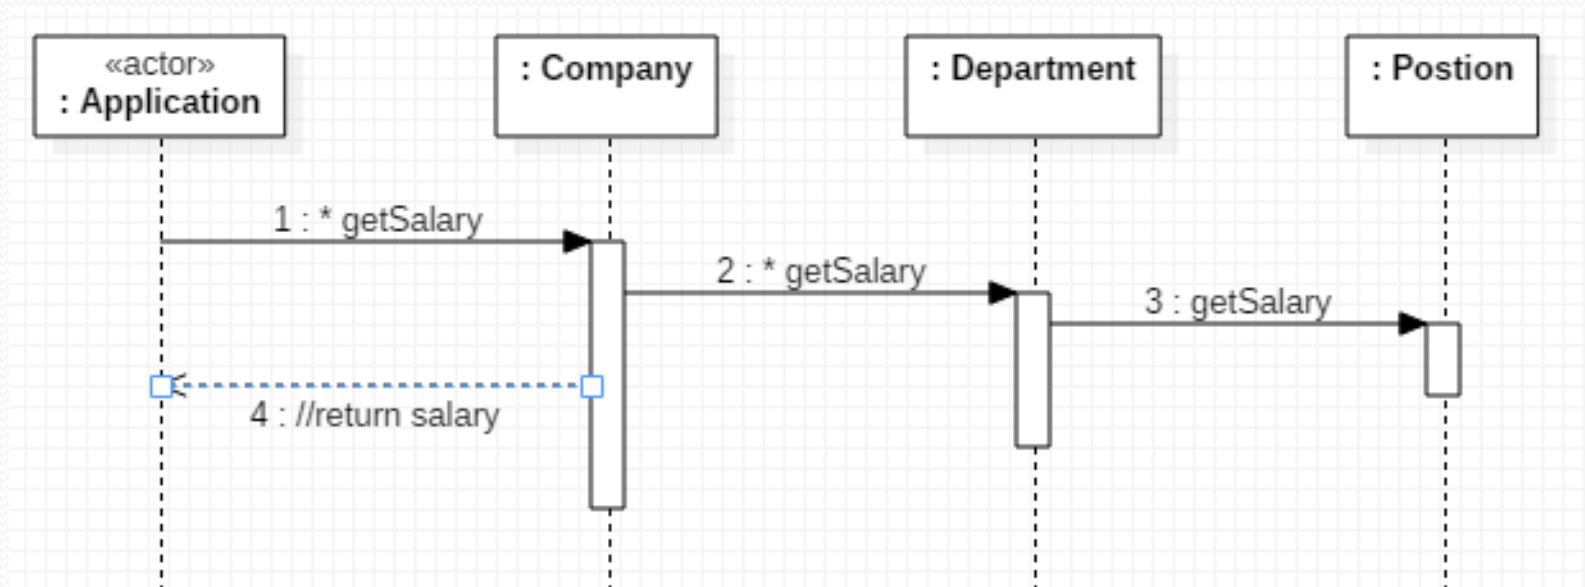 «actor»
: Application
: Company
: Department
: Postion
1 : * getSalary
2 : * getSalary
3 : getSalary
4 : //return salary